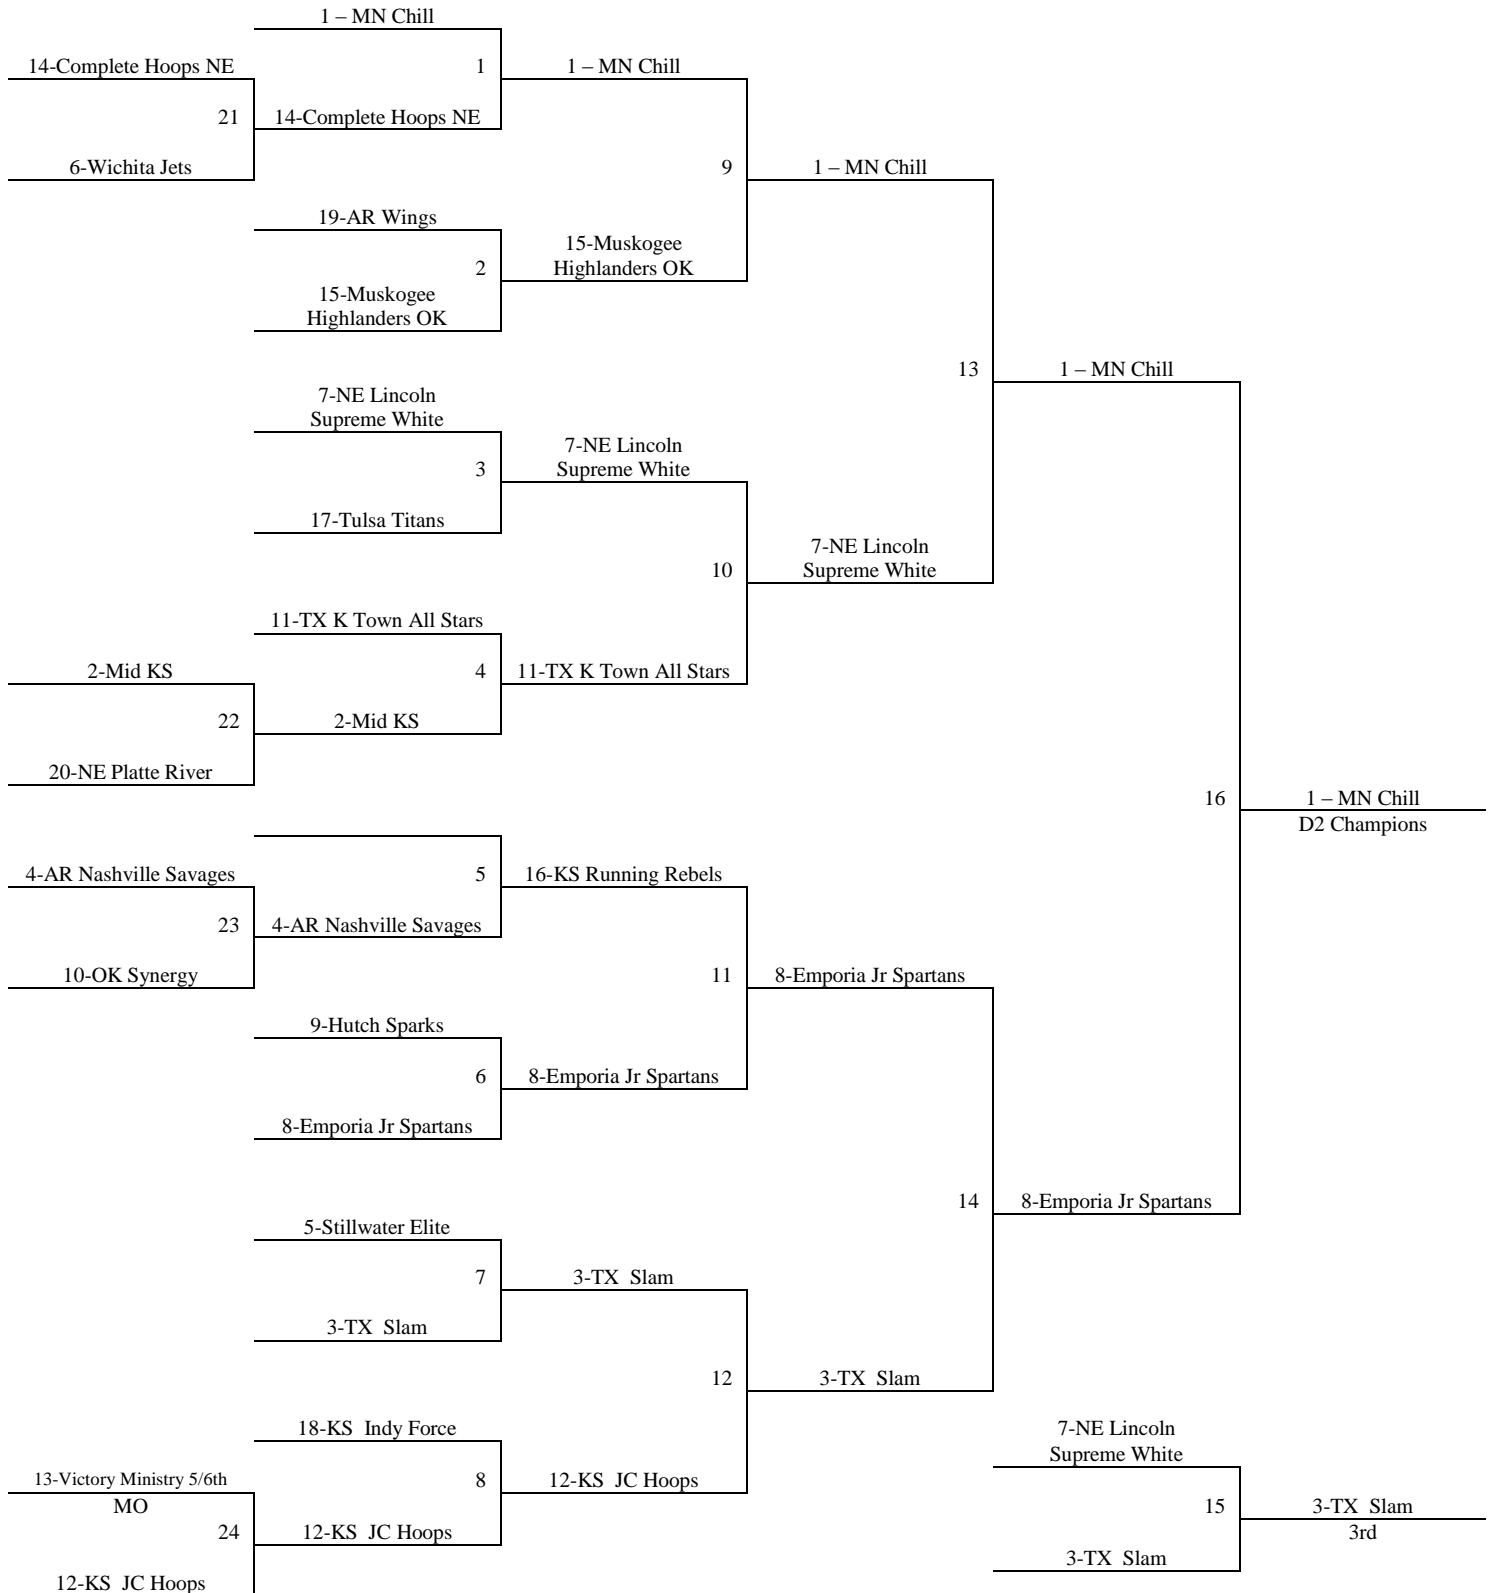 1 – MN Chill
14-Complete Hoops NE
1
1 – MN Chill
21
14-Complete Hoops NE
6-Wichita Jets
9
1 – MN Chill
19-AR Wings
15-Muskogee
Highlanders OK
2
15-Muskogee
Highlanders OK
13
1 – MN Chill
7-NE Lincoln
Supreme White
7-NE Lincoln
Supreme White
3
17-Tulsa Titans
7-NE Lincoln
Supreme White
10
11-TX K Town All Stars
2-Mid KS
4
11-TX K Town All Stars
22
2-Mid KS
20-NE Platte River
16
1 – MN Chill
D2 Champions
4-AR Nashville Savages
5
16-KS Running Rebels
23
4-AR Nashville Savages
10-OK Synergy
11
8-Emporia Jr Spartans
9-Hutch Sparks
6
8-Emporia Jr Spartans
8-Emporia Jr Spartans
14
8-Emporia Jr Spartans
5-Stillwater Elite
7
3-TX  Slam
3-TX  Slam
12
3-TX  Slam
18-KS  Indy Force
7-NE Lincoln
Supreme White
13-Victory Ministry 5/6th
MO
8
12-KS  JC Hoops
15
3-TX  Slam
3rd
24
12-KS  JC Hoops
3-TX  Slam
12-KS  JC Hoops